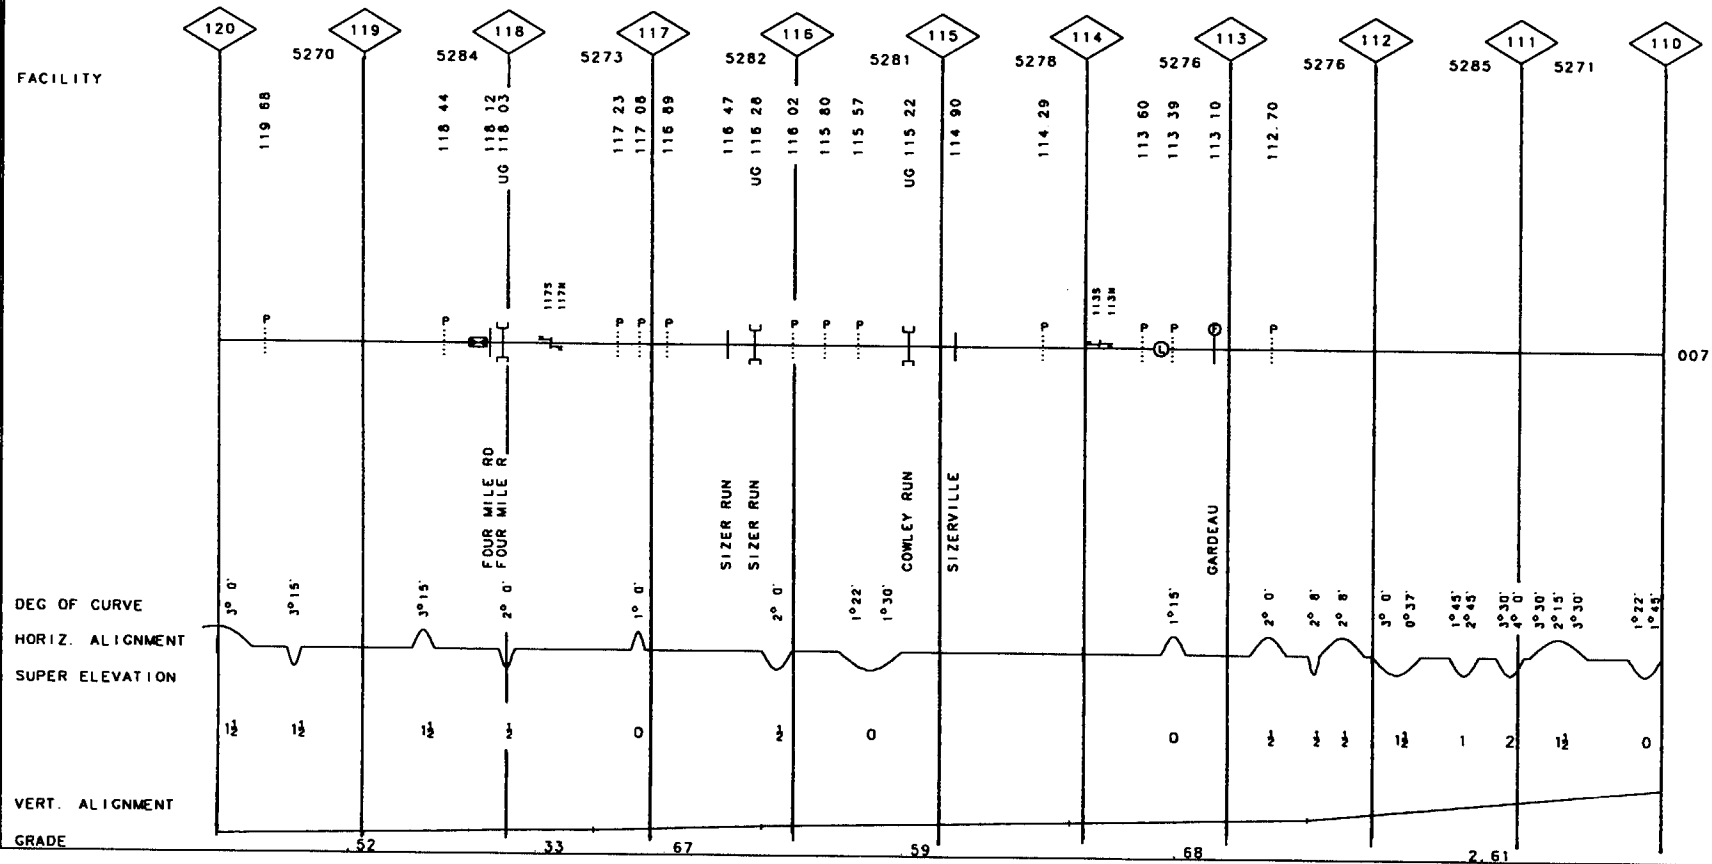 120 119 118 117 116 115 114 113 112 111 110
5270 5284 5273 5282 5281 5278 5276 5276 5285 5271
FACILITY
119 68
118 44
118 12
UG 118 03
117 23
117 08
116 89
116 47
UG 116 28
116 02
115 80
115 57
UG 115 22
114 90
114 29
113 60
113 39
113 10
112.70
117S
117N
113S
113N
P P P P P P P P P P P P
L
P
007
FOUR MILE RD
FOUR MILE R
SIZER RUN
SIZER RUN
COWLEY RUN
SIZERVILLE
GARDEAU
DEG OF CURVE
3° 0' 3°15' 3°15' 2° 0' 1° 0' 2° 0' 1°22' 1°30' 1°15' 2° 0' 2° 8' 2° 8' 3° 0' 0°37' 1°45' 2°45' 3°30' 4° 0' 3°30' 2°15' 3°30' 1°22' 1°45'
HORIZ. ALIGNMENT
SUPER ELEVATION
1½ 1½ 1½ ½ 0 ½ 0 0 ½ ½ ½ 1½ 1 2 1½ 0
VERT. ALIGNMENT
GRADE
.52 .33 .67 .59 .68 2.61